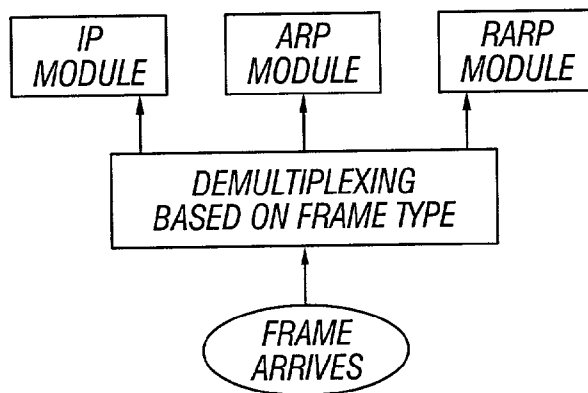 IP
MODULE
ARP
MODULE
RARP
MODULE
DEMULTIPLEXING
BASED ON FRAME TYPE
FRAME
ARRIVES